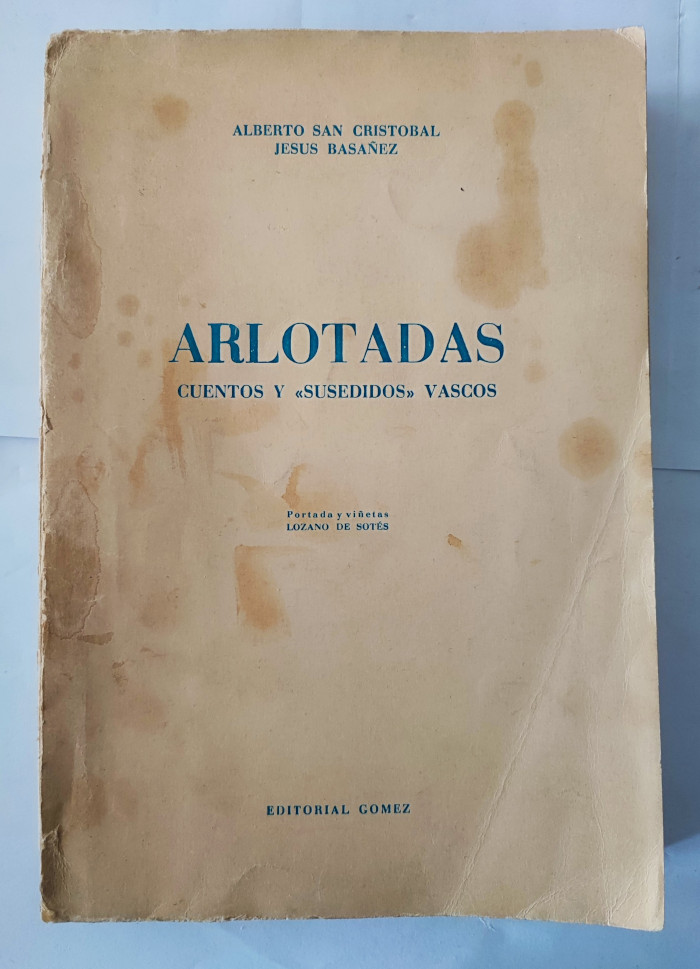 ALBERTO SAN CRISTOBAL
JESUS BASAÑEZ
ARLOTADAS
CUENTOS Y «SUSEDIDOS» VASCOS
Portada y viñetas
LOZANO DE SOTÉS
EDITORIAL GOMEZ